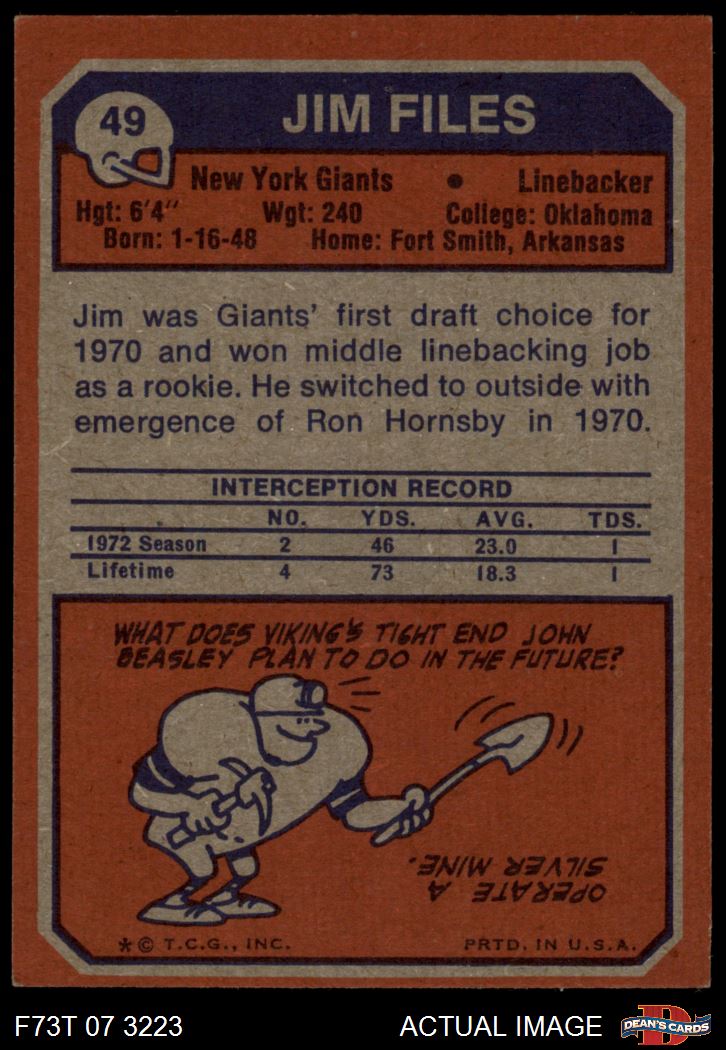 49
JIM FILES
New York Giants • Linebacker
Hgt: 6'4" Wgt: 240 College: Oklahoma
Born: 1-16-48 Home: Fort Smith, Arkansas
Jim was Giants' first draft choice for
1970 and won middle linebacking job
as a rookie. He switched to outside with
emergence of Ron Hornsby in 1970.
INTERCEPTION RECORD
NO. YDS. AVG. TDS.
1972 Season 2 46 23.0 1
Lifetime 4 73 18.3 1
WHAT DOES VIKING'S TIGHT END JOHN
BEASLEY PLAN TO DO IN THE FUTURE?
OPERATE A
SILVER MINE.
* © T.C.G., INC. PRTD. IN U.S.A.
F73T 07 3223 ACTUAL IMAGE
D
DEAN'S CARDS